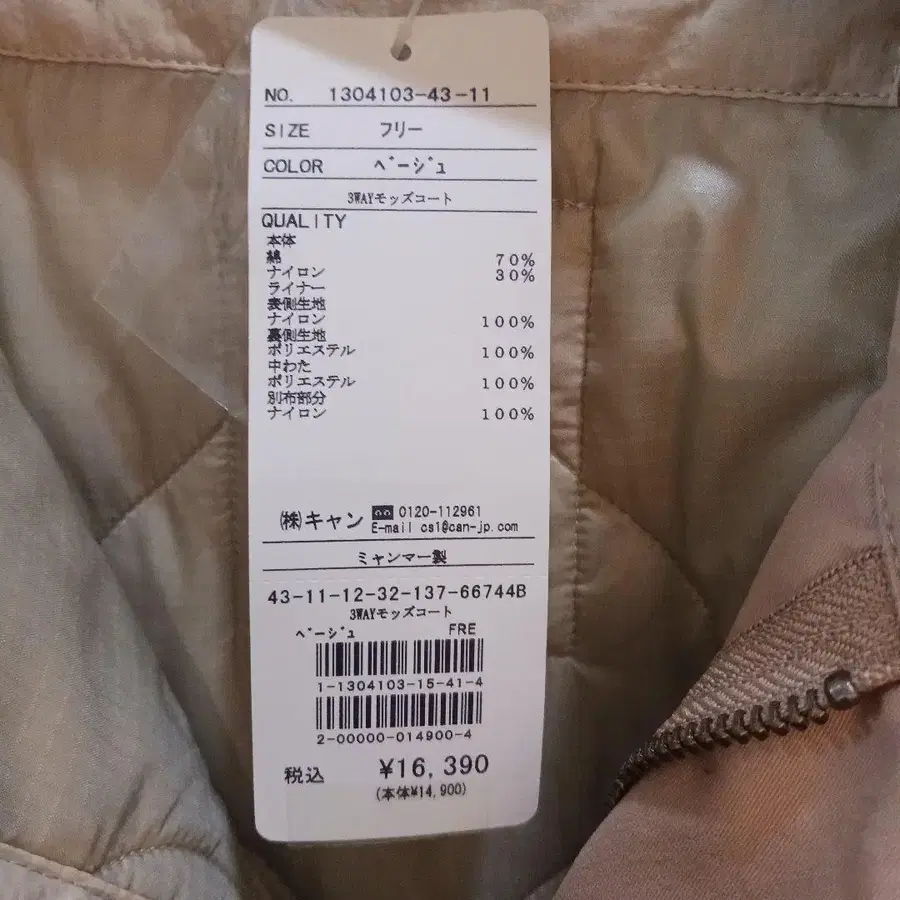 NO. 1304103-43-11
SIZE フリー
COLOR ベージュ
3WAYモッズコート
QUALITY
本体
綿 70%
ナイロン 30%
ライナー
表側生地
ナイロン 100%
裏側生地
ポリエステル 100%
中わた
ポリエステル 100%
別布部分
ナイロン 100%
㈱キャン 0120-112961
E-mail cs1@can-jp.com
ミャンマー製
43-11-12-32-137-66744B
3WAYモッズコート
ベージュ FRE
1-1304103-15-41-4
2-00000-014900-4
税込 ¥16,390
(本体¥14,900)